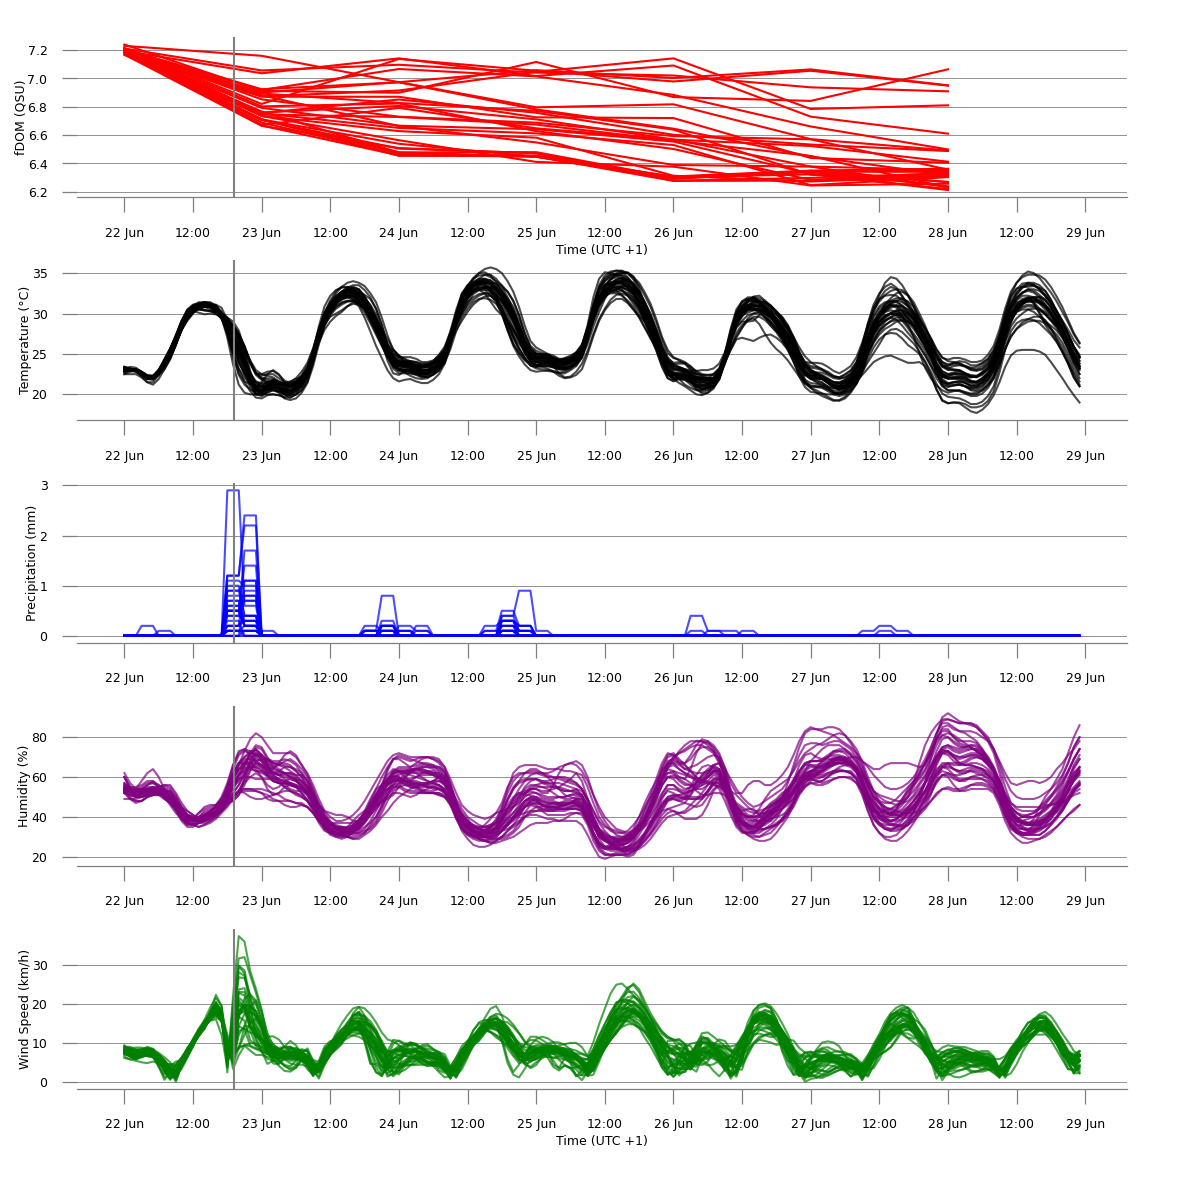 fDOM (QSU)
7.2
7.0
6.8
6.6
6.4
6.2
22 Jun 12:00 23 Jun 12:00 24 Jun 12:00 25 Jun 12:00 26 Jun 12:00 27 Jun 12:00 28 Jun 12:00 29 Jun
Time (UTC +1)
Temperature (°C)
35
30
25
20
22 Jun 12:00 23 Jun 12:00 24 Jun 12:00 25 Jun 12:00 26 Jun 12:00 27 Jun 12:00 28 Jun 12:00 29 Jun
Precipitation (mm)
3
2
1
0
22 Jun 12:00 23 Jun 12:00 24 Jun 12:00 25 Jun 12:00 26 Jun 12:00 27 Jun 12:00 28 Jun 12:00 29 Jun
Humidity (%)
80
60
40
20
22 Jun 12:00 23 Jun 12:00 24 Jun 12:00 25 Jun 12:00 26 Jun 12:00 27 Jun 12:00 28 Jun 12:00 29 Jun
Wind Speed (km/h)
30
20
10
0
22 Jun 12:00 23 Jun 12:00 24 Jun 12:00 25 Jun 12:00 26 Jun 12:00 27 Jun 12:00 28 Jun 12:00 29 Jun
Time (UTC +1)